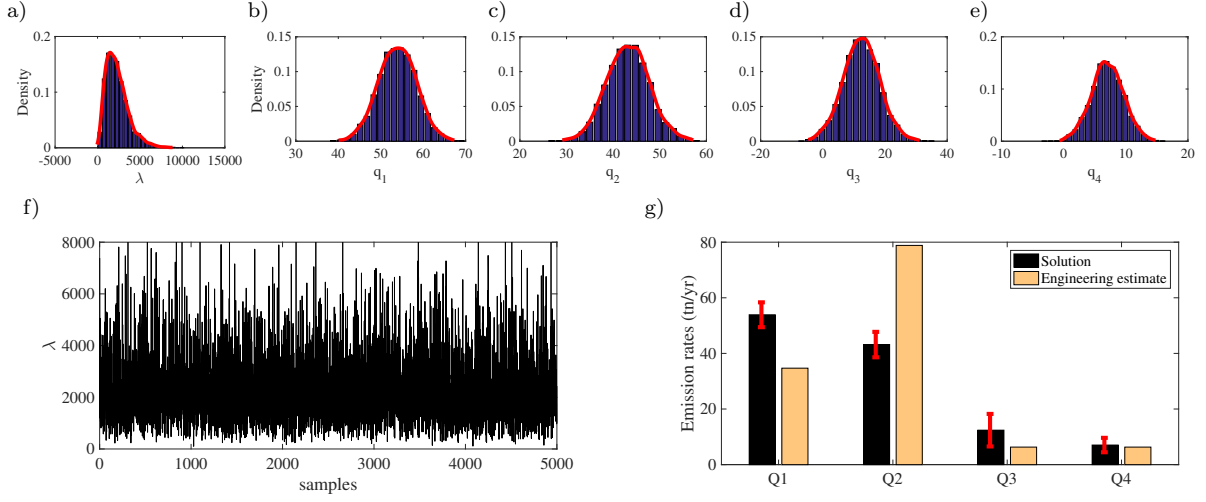 a)
b)
c)
d)
e)
0.2
0.1
0
Density
-5000 0 5000 10000 15000
λ
0.15
0.1
0.05
0
Density
30 40 50 60 70
q1
0.15
0.1
0.05
0
20 30 40 50 60
q2
0.15
0.1
0.05
0
-20 0 20 40
q3
0.2
0.1
0
-10 0 10 20
q4
f)
8000
6000
4000
2000
0
λ
0 1000 2000 3000 4000 5000
samples
g)
80
60
40
20
0
Emission rates (tn/yr)
Solution
Engineering estimate
Q1 Q2 Q3 Q4